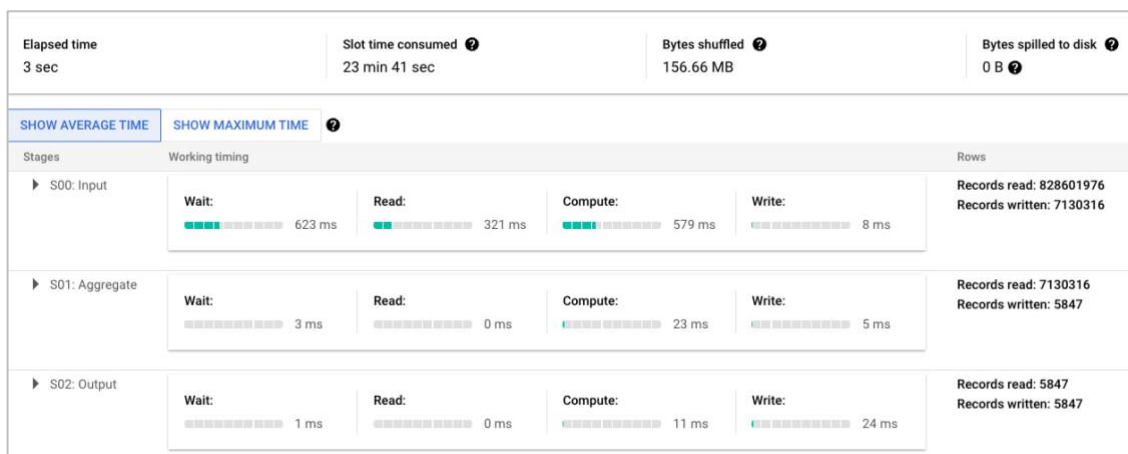 Elapsed time
3 sec
Slot time consumed
23 min 41 sec
Bytes shuffled
156.66 MB
Bytes spilled to disk
0 B
SHOW AVERAGE TIME SHOW MAXIMUM TIME
Stages Working timing Rows
S00: Input
Wait: Read: Compute: Write:
623 ms 321 ms 579 ms 8 ms
Records read: 828601976
Records written: 7130316
S01: Aggregate
Wait: Read: Compute: Write:
3 ms 0 ms 23 ms 5 ms
Records read: 7130316
Records written: 5847
S02: Output
Wait: Read: Compute: Write:
1 ms 0 ms 11 ms 24 ms
Records read: 5847
Records written: 5847